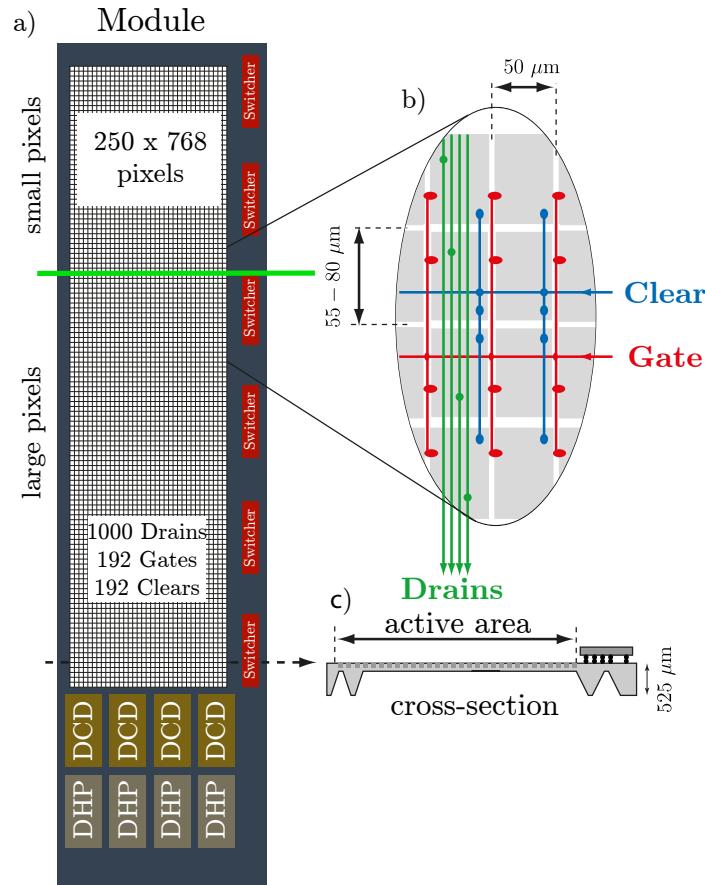 a)
Module
small pixels
250 x 768
pixels
large pixels
1000 Drains
192 Gates
192 Clears
Switcher
Switcher
Switcher
Switcher
Switcher
Switcher
DCD
DCD
DCD
DCD
DHP
DHP
DHP
DHP
b)
50 μm
55 – 80 μm
Clear
Gate
Drains
c)
active area
cross-section
525 μm